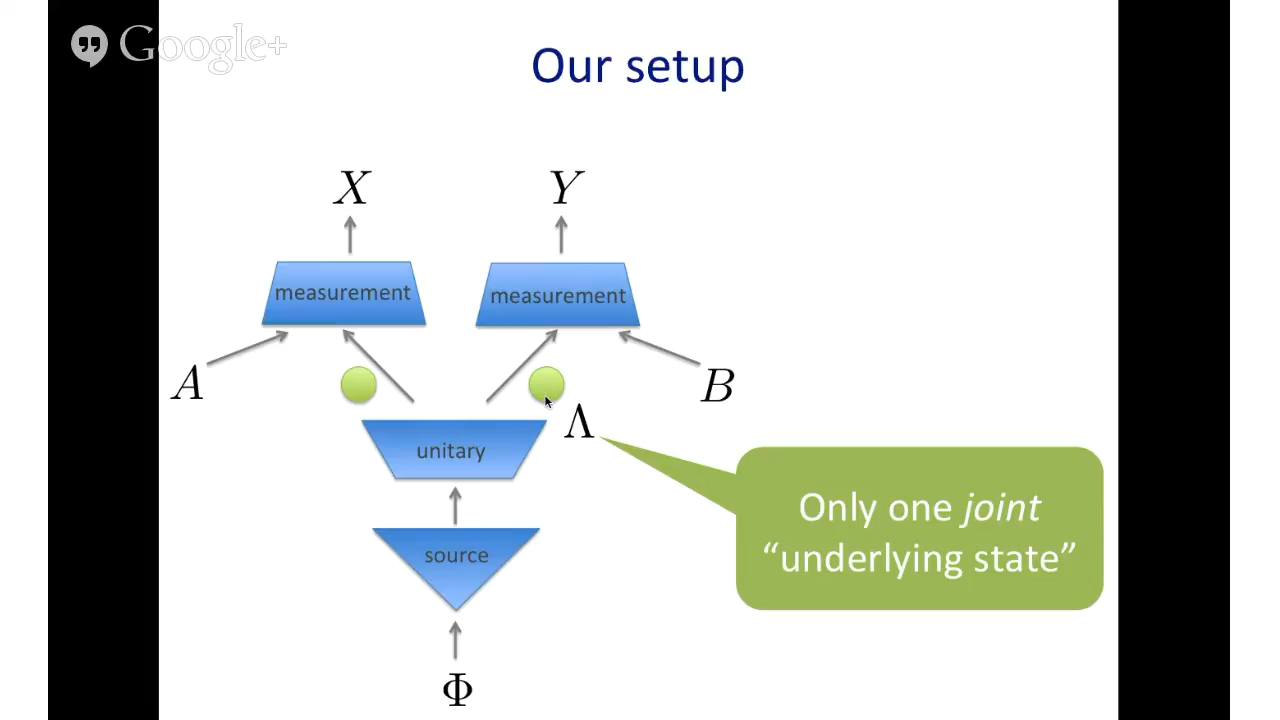 Google+
Our setup
X
Y
measurement
measurement
A
B
Λ
unitary
Only one joint
“underlying state”
source
Φ